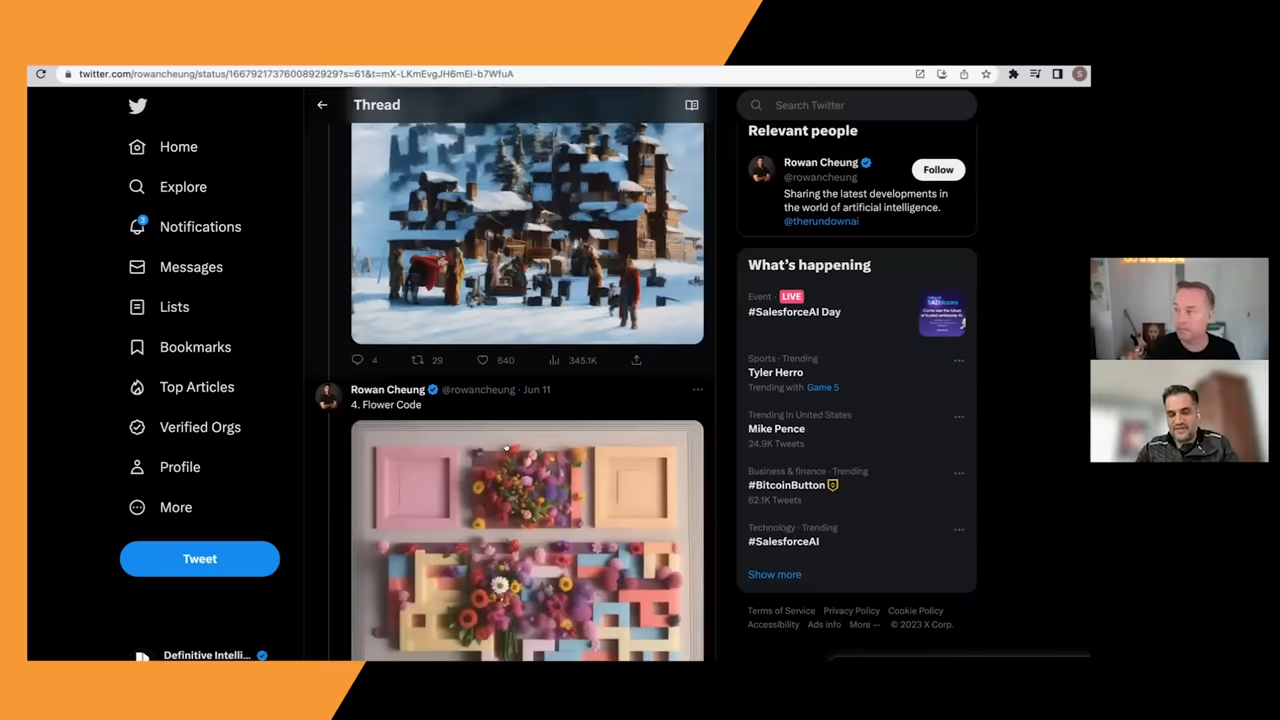 twitter.com/rowancheung/status/1667921737600892929?s=61&t=mX-LKmEvgJH6mEI-b7WfuA
S
Thread
Search Twitter
Home
Explore
3
Notifications
Messages
Lists
Bookmarks
Top Articles
Verified Orgs
Profile
More
Tweet
Definitive Intelli...
4
29
640
345.1K
Rowan Cheung @rowancheung · Jun 11
4. Flower Code
Relevant people
Rowan Cheung
@rowancheung
Follow
Sharing the latest developments in
the world of artificial intelligence.
@therundownai
What's happening
Event · LIVE
#SalesforceAI Day
Sports · Trending
Tyler Herro
Trending with Game 5
Trending in United States
Mike Pence
24.9K Tweets
Business & finance · Trending
#BitcoinButton
62.1K Tweets
Technology · Trending
#SalesforceAI
Show more
Terms of Service Privacy Policy Cookie Policy
Accessibility Ads info More ··· © 2023 X Corp.